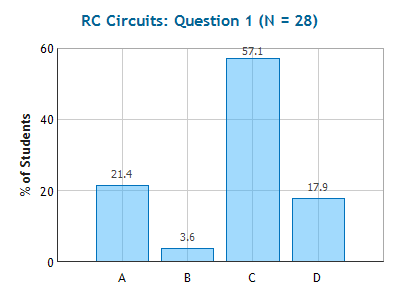 RC Circuits: Question 1 (N = 28)
% of Students
60
40
20
0
21.4
3.6
57.1
17.9
A B C D